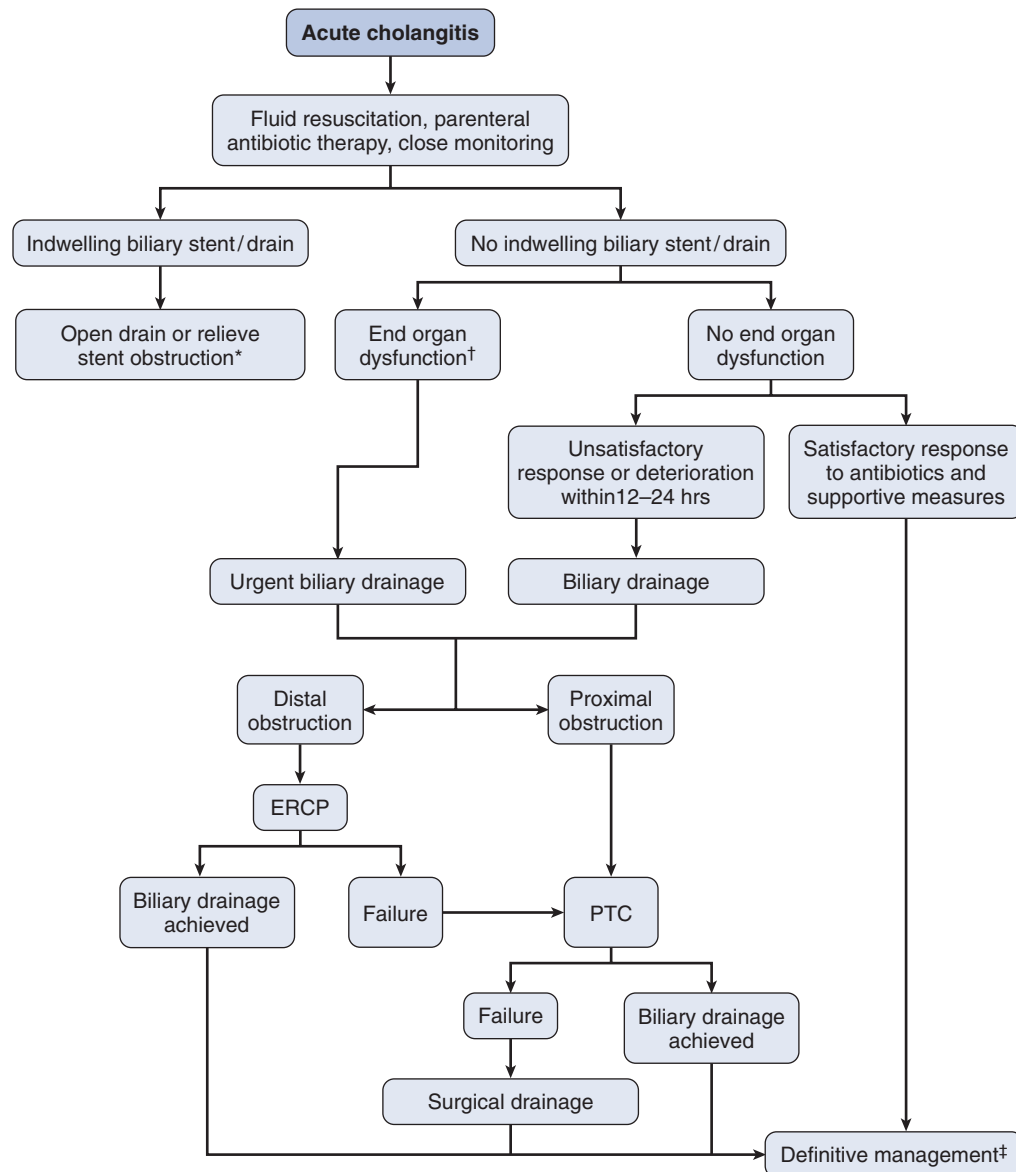 Acute cholangitis
Fluid resuscitation, parenteral
antibiotic therapy, close monitoring
Indwelling biliary stent/drain
No indwelling biliary stent/drain
Open drain or relieve
stent obstruction*
End organ
dysfunction†
No end organ
dysfunction
Unsatisfactory
response or deterioration
within12–24 hrs
Satisfactory response
to antibiotics and
supportive measures
Urgent biliary drainage
Biliary drainage
Distal
obstruction
Proximal
obstruction
ERCP
Biliary drainage
achieved
Failure
PTC
Failure
Biliary drainage
achieved
Surgical drainage
Definitive management‡